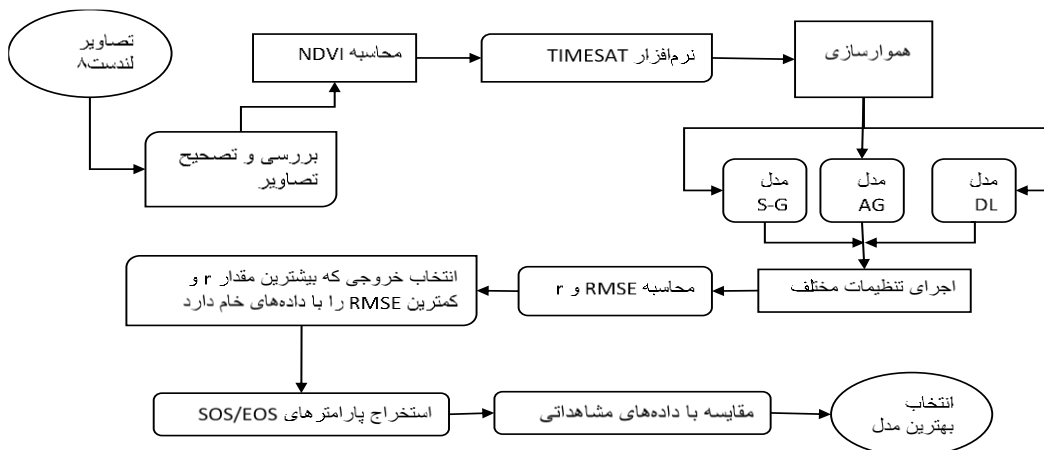 تصاویر
لندست۸
بررسی و تصحیح
تصاویر
محاسبه NDVI
نرم‌افزار TIMESAT
هموارسازی
مدل
S-G
مدل
AG
مدل
DL
اجرای تنظیمات مختلف
محاسبه RMSE و r
انتخاب خروجی که بیشترین مقدار r و
کمترین RMSE را با داده‌های خام دارد
استخراج پارامترهای SOS/EOS
مقایسه با داده‌های مشاهداتی
انتخاب
بهترین مدل